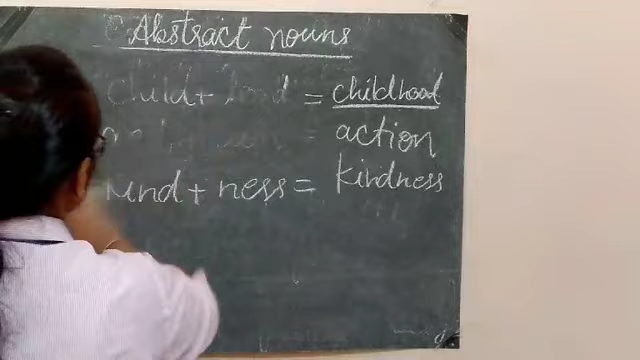 Abstract nouns
child + hood = childhood
= action
kind + ness = kindness